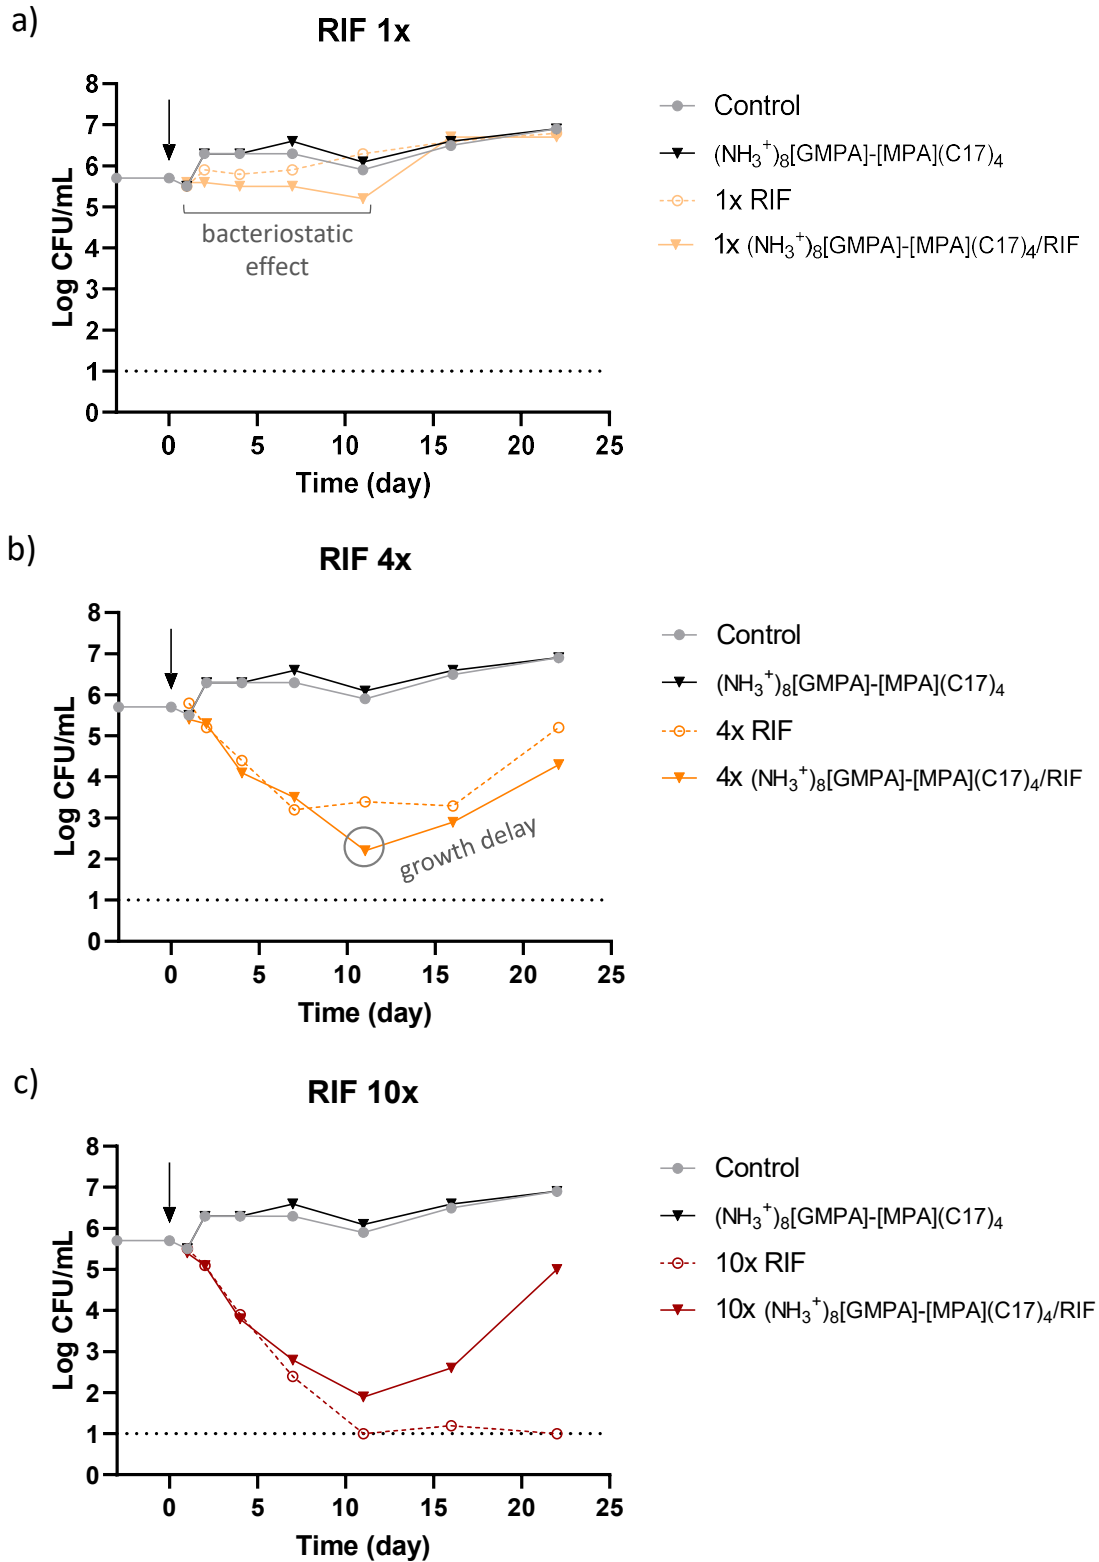 a)
RIF 1x
Log CFU/mL
8
7
6
5
4
3
2
1
0
bacteriostatic
effect
0 5 10 15 20 25
Time (day)
Control
(NH₃⁺)₈[GMPA]-[MPA](C17)₄
1x RIF
1x (NH₃⁺)₈[GMPA]-[MPA](C17)₄/RIF
b)
RIF 4x
Log CFU/mL
8
7
6
5
4
3
2
1
0
growth delay
0 5 10 15 20 25
Time (day)
Control
(NH₃⁺)₈[GMPA]-[MPA](C17)₄
4x RIF
4x (NH₃⁺)₈[GMPA]-[MPA](C17)₄/RIF
c)
RIF 10x
Log CFU/mL
8
7
6
5
4
3
2
1
0
0 5 10 15 20 25
Time (day)
Control
(NH₃⁺)₈[GMPA]-[MPA](C17)₄
10x RIF
10x (NH₃⁺)₈[GMPA]-[MPA](C17)₄/RIF